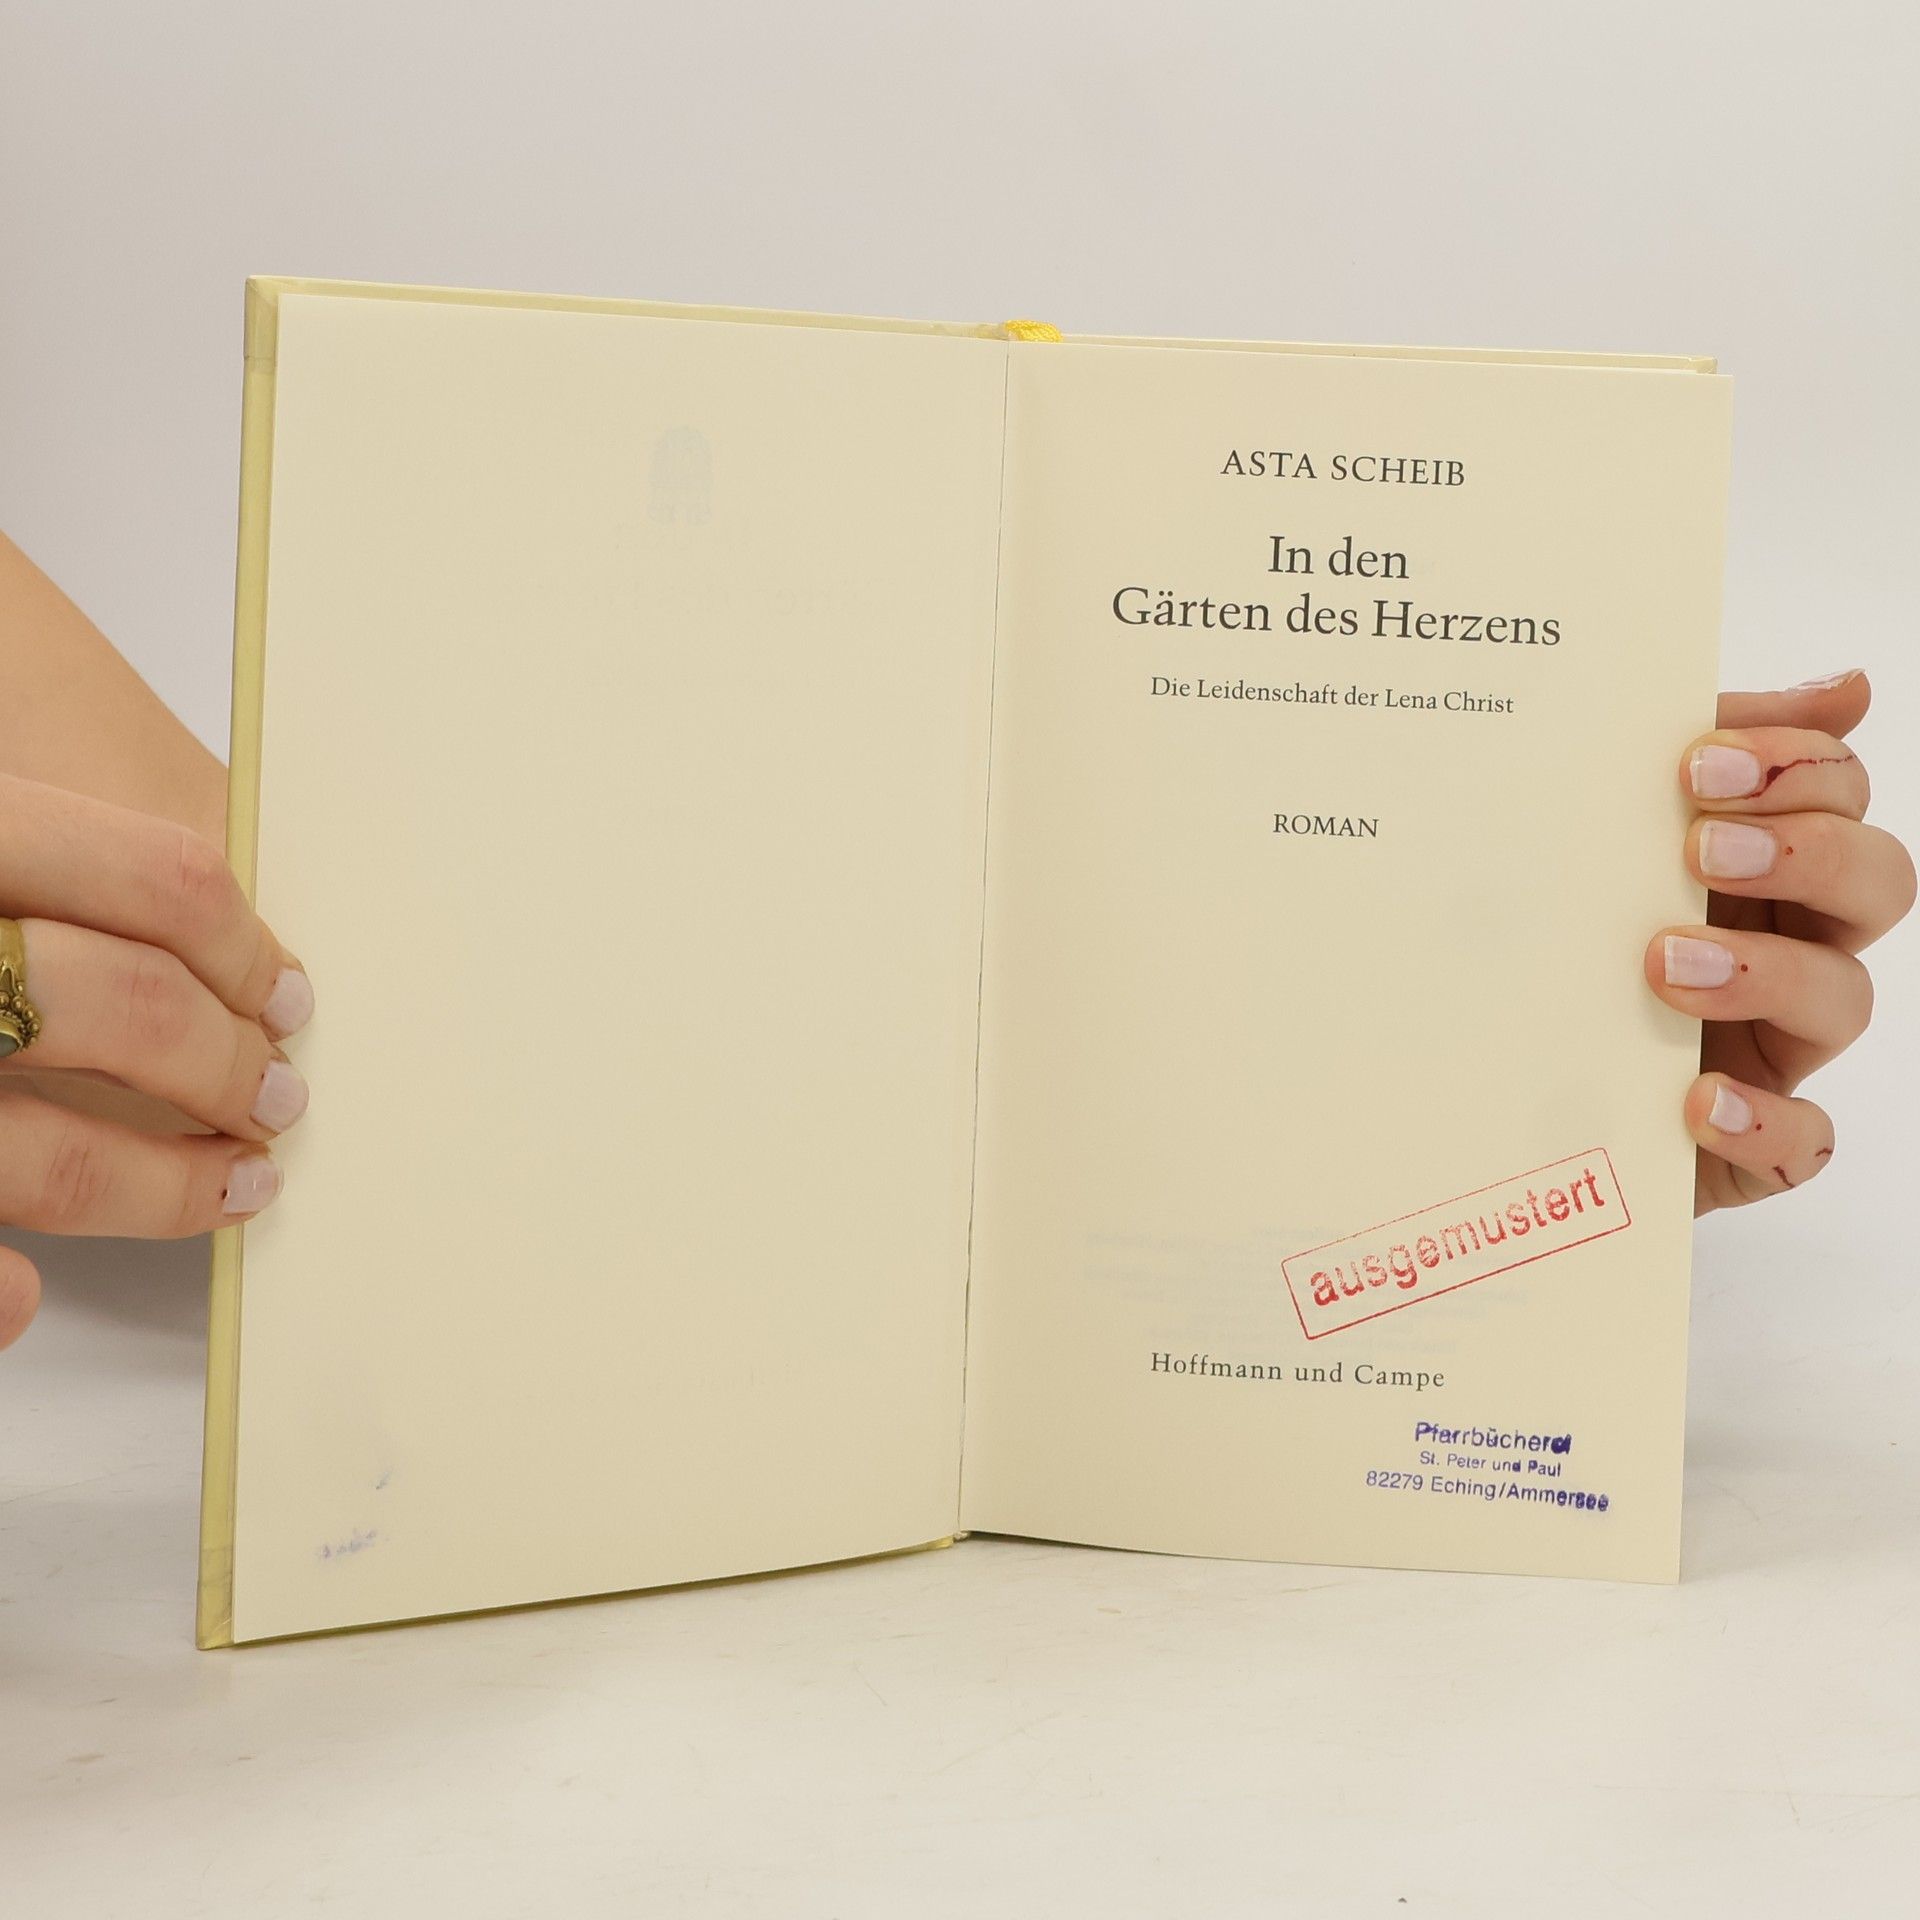 ASTA SCHEIB
In den
Gärten des Herzens
Die Leidenschaft der Lena Christ
ROMAN
ausgemustert
Hoffmann und Campe
Pfarrbücherei
St. Peter und Paul
82279 Eching/Ammersee